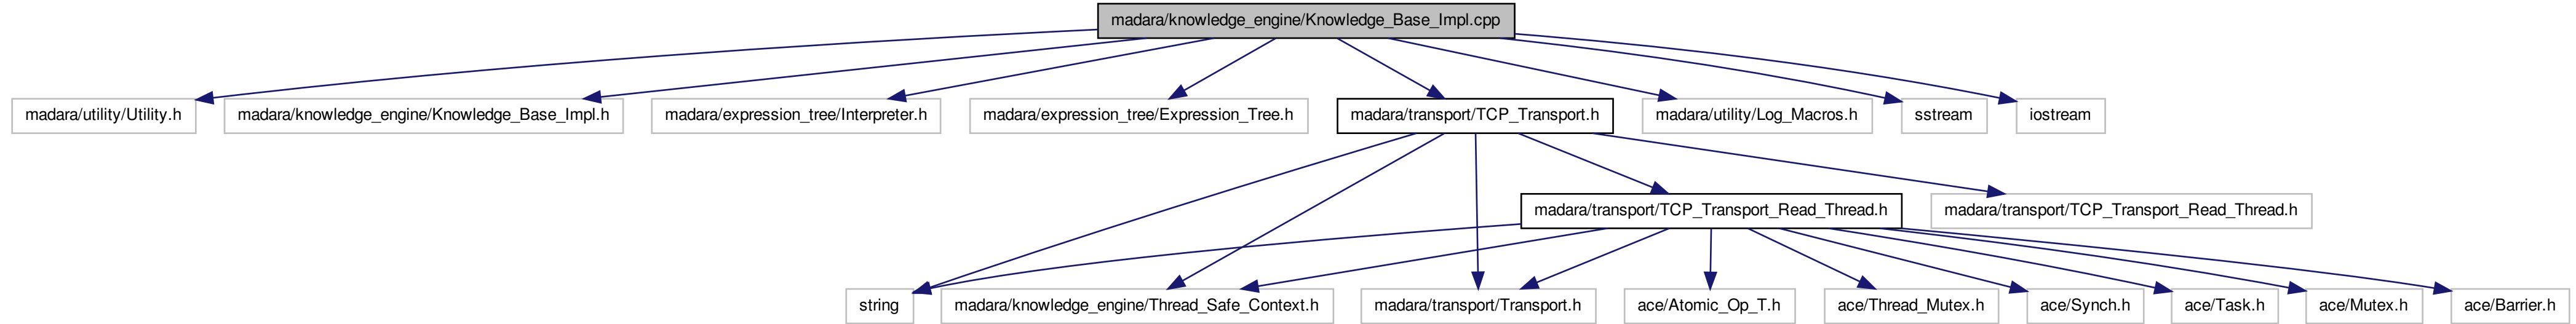 madara/knowledge_engine/Knowledge_Base_Impl.cpp
madara/utility/Utility.h
madara/knowledge_engine/Knowledge_Base_Impl.h
madara/expression_tree/Interpreter.h
madara/expression_tree/Expression_Tree.h
madara/transport/TCP_Transport.h
madara/utility/Log_Macros.h
sstream
iostream
madara/transport/TCP_Transport_Read_Thread.h
madara/transport/TCP_Transport_Read_Thread.h
string
madara/knowledge_engine/Thread_Safe_Context.h
madara/transport/Transport.h
ace/Atomic_Op_T.h
ace/Thread_Mutex.h
ace/Synch.h
ace/Task.h
ace/Mutex.h
ace/Barrier.h